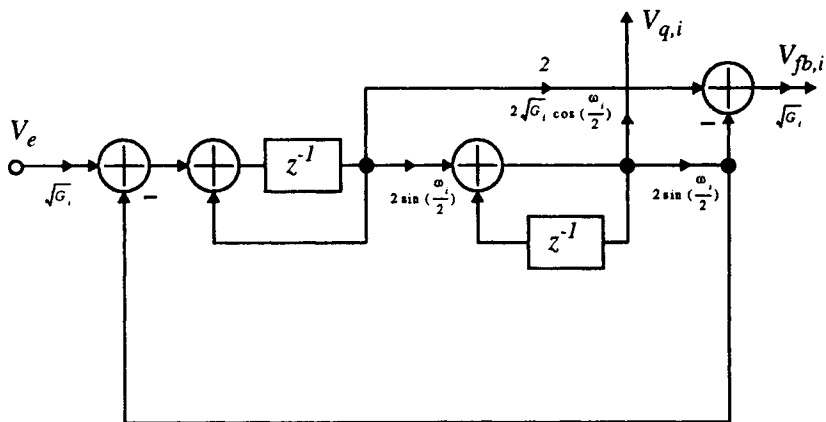 V_{q,i}
2
V_{fb,i}
2√G_i cos(ω_i/2)
−
√G_i
V_e
z^{-1}
√G_i
−
2 sin(ω_i/2)
2 sin(ω_i/2)
z^{-1}